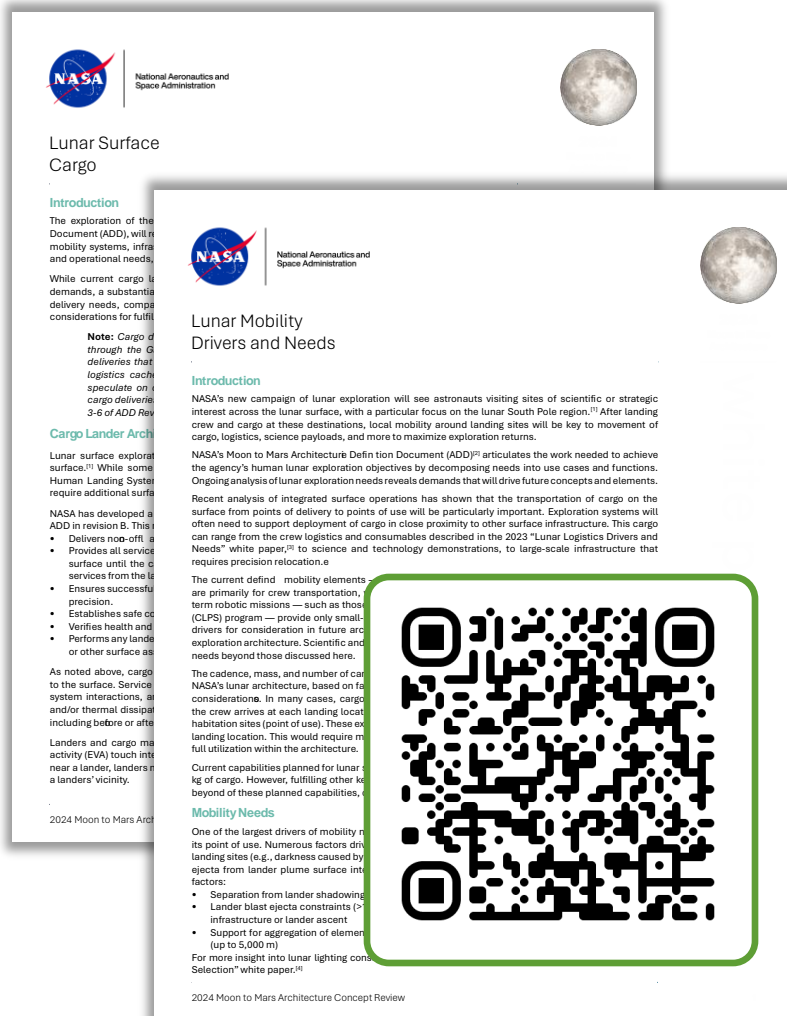 NASA
National Aeronautics and
Space Administration
Lunar Surface
Cargo
Introduction
The exploration of the
Document (ADD), will re
mobility systems, infra
and operational needs,
While current cargo la
demands, a substantia
delivery needs, compa
considerations for fulfil
Note: Cargo d
through the G
deliveries that
logistics cach
speculate on
cargo deliverie
3-6 of ADD Rev
Cargo Lander Archi
Lunar surface explorat
surface.[1] While some
Human Landing System
require additional surfa
NASA has developed a
ADD in revision B. This
• Delivers non-offl a
• Provides all service
surface until the c
services from the la
• Ensures successfu
precision.
• Establishes safe co
• Verifies health and
• Performs any lande
or other surface as
As noted above, cargo
to the surface. Service
system interactions, an
and/or thermal dissipat
including before or afte
Landers and cargo ma
activity (EVA) touch inte
near a lander, landers m
a landers' vicinity.
2024 Moon to Mars Arch
NASA
National Aeronautics and
Space Administration
Lunar Mobility
Drivers and Needs
Introduction
NASA's new campaign of lunar exploration will see astronauts visiting sites of scientific or strategic
interest across the lunar surface, with a particular focus on the lunar South Pole region.[1] After landing
crew and cargo at these destinations, local mobility around landing sites will be key to movement of
cargo, logistics, science payloads, and more to maximize exploration returns.
NASA's Moon to Mars Architecture Defin tion Document (ADD)[2] articulates the work needed to achieve
the agency's human lunar exploration objectives by decomposing needs into use cases and functions.
Ongoing analysis of lunar exploration needs reveals demands that will drive future concepts and elements.
Recent analysis of integrated surface operations has shown that the transportation of cargo on the
surface from points of delivery to points of use will be particularly important. Exploration systems will
often need to support deployment of cargo in close proximity to other surface infrastructure. This cargo
can range from the crew logistics and consumables described in the 2023 “Lunar Logistics Drivers and
Needs” white paper,[3] to science and technology demonstrations, to large-scale infrastructure that
requires precision relocation.e
The current defind mobility elements –
are primarily for crew transportation,
term robotic missions — such as those
(CLPS) program — provide only small-
drivers for consideration in future arc
exploration architecture. Scientific and
needs beyond those discussed here.
The cadence, mass, and number of car
NASA's lunar architecture, based on fa
considerations. In many cases, cargo
the crew arrives at each landing locat
habitation sites (point of use). These ex
landing location. This would require m
full utilization within the architecture.
Current capabilities planned for lunar s
kg of cargo. However, fulfilling other ke
beyond of these planned capabilities,
Mobility Needs
One of the largest drivers of mobility n
its point of use. Numerous factors driv
landing sites (e.g., darkness caused by
ejecta from lander plume surface inte
factors:
• Separation from lander shadowing
• Lander blast ejecta constraints (>1
infrastructure or lander ascent
• Support for aggregation of elemen
(up to 5,000 m)
For more insight into lunar lighting cons
Selection” white paper.[4]
2024 Moon to Mars Architecture Concept Review